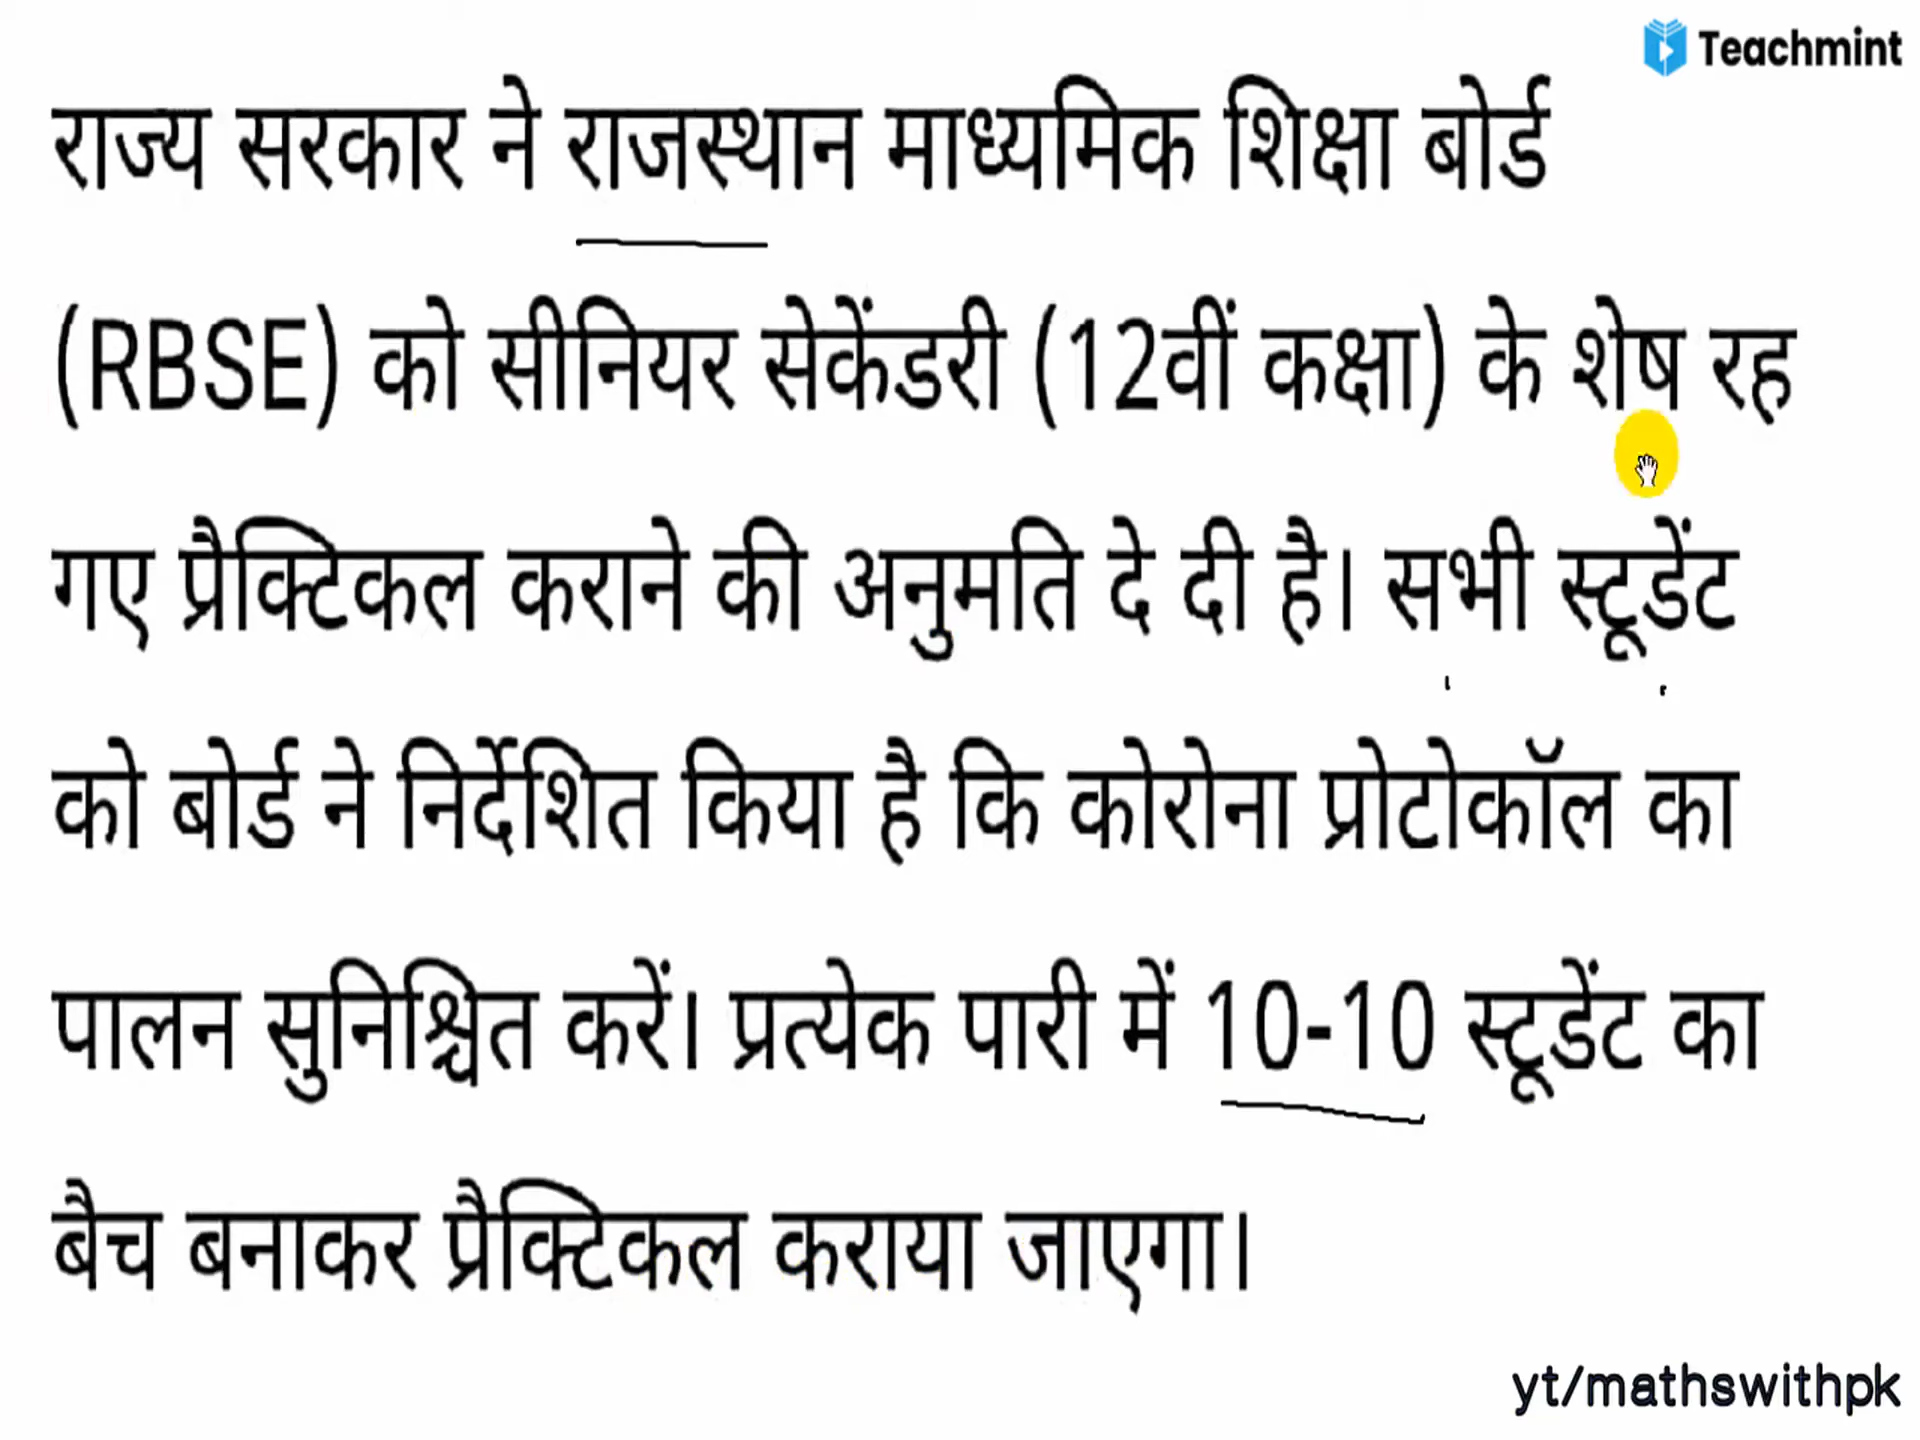 Teachmint
राज्य सरकार ने राजस्थान माध्यमिक शिक्षा बोर्ड
(RBSE) को सीनियर सेकेंडरी (12वीं कक्षा) के शेष रह
गए प्रैक्टिकल कराने की अनुमति दे दी है। सभी स्टूडेंट
को बोर्ड ने निर्देशित किया है कि कोरोना प्रोटोकॉल का
पालन सुनिश्चित करें। प्रत्येक पारी में 10-10 स्टूडेंट का
बैच बनाकर प्रैक्टिकल कराया जाएगा।
yt/mathswithpk